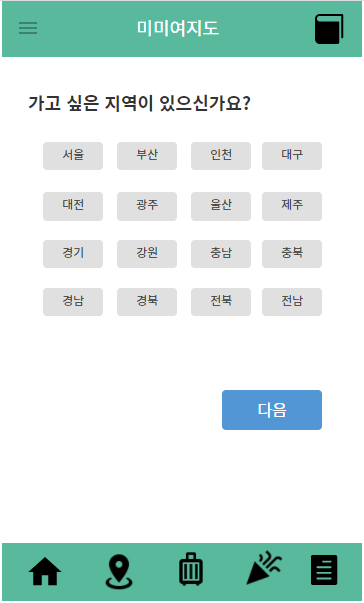 미미여지도
가고 싶은 지역이 있으신가요?
서울 부산 인천 대구
대전 광주 울산 제주
경기 강원 충남 충북
경남 경북 전북 전남
다음